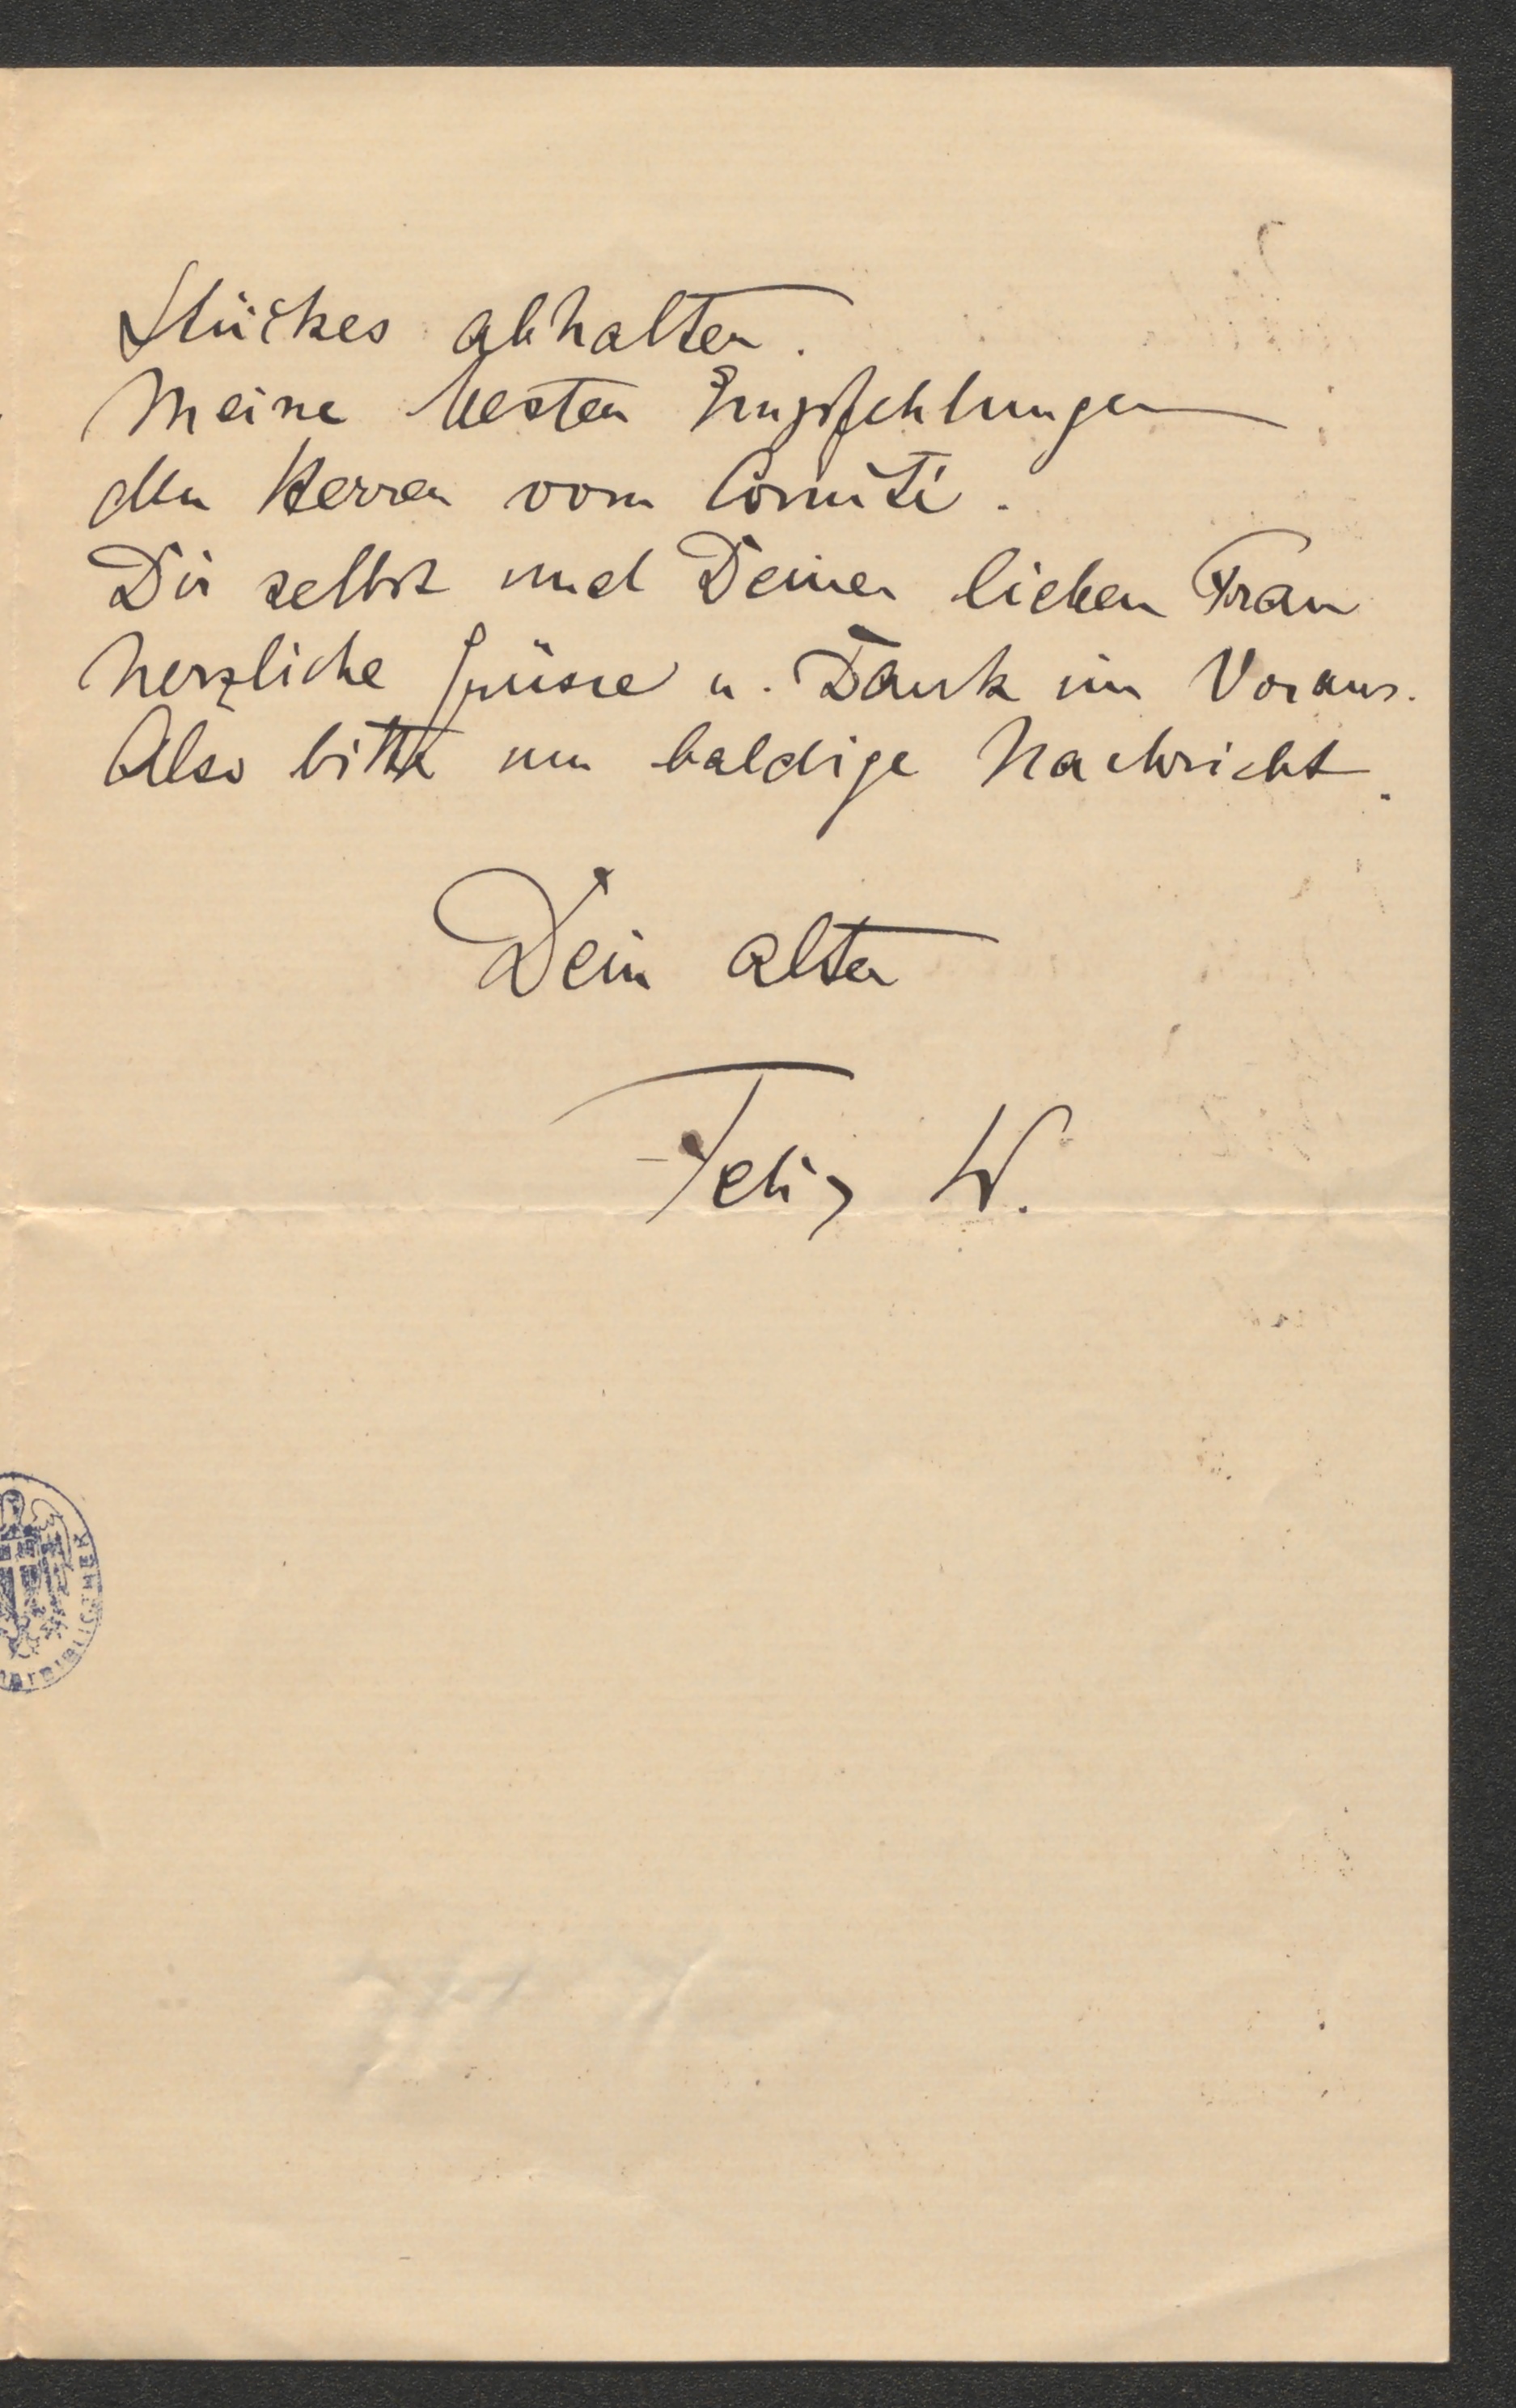 Stückes abhalten.
Meine besten Empfehlungen
den Herren vom Comité.
Dir selbst und Deiner lieben Frau
herzliche Grüsse u. Dank im Voraus.
Also bitte um baldige Nachricht.
Dein alter
Felix W.